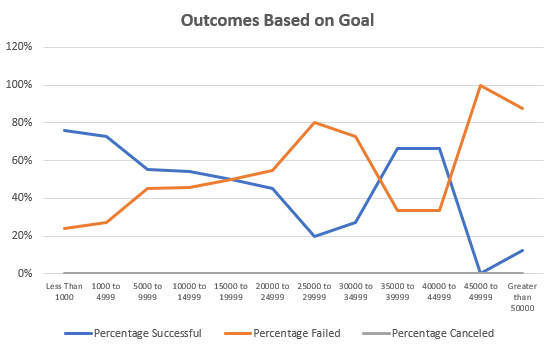 Outcomes Based on Goal
120%
100%
80%
60%
40%
20%
0%
Less Than 1000 to 5000 to 10000 to 15000 to 20000 to 25000 to 30000 to 35000 to 40000 to 45000 to Greater
1000 4999 9999 14999 19999 24999 29999 34999 39999 44999 49999 than
50000
Percentage Successful Percentage Failed Percentage Canceled